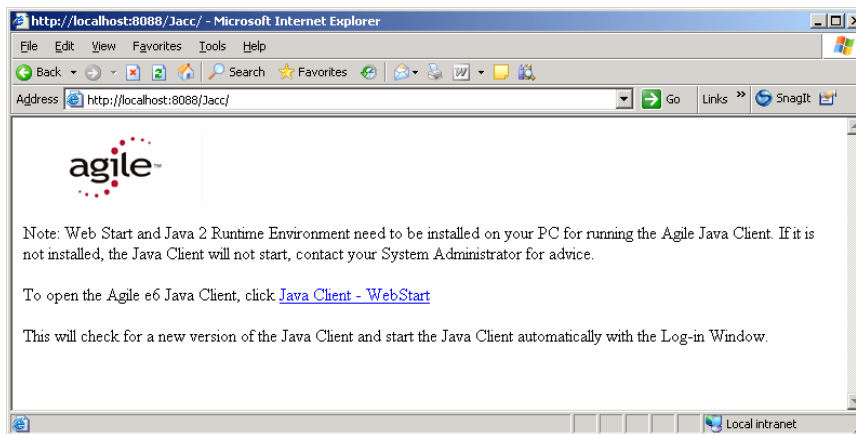 http://localhost:8088/Jacc/ - Microsoft Internet Explorer
File Edit View Favorites Tools Help
Back Search Favorites
Address http://localhost:8088/Jacc/ Go Links » SnagIt
agile™
Note: Web Start and Java 2 Runtime Environment need to be installed on your PC for running the Agile Java Client. If it is
not installed, the Java Client will not start, contact your System Administrator for advice.
To open the Agile e6 Java Client, click Java Client - WebStart
This will check for a new version of the Java Client and start the Java Client automatically with the Log-in Window.
Local intranet